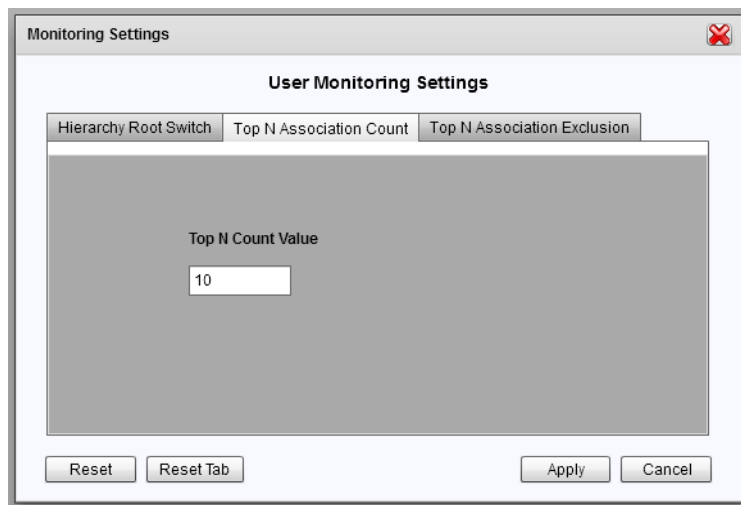 Monitoring Settings
User Monitoring Settings
Hierarchy Root Switch
Top N Association Count
Top N Association Exclusion
Top N Count Value
10
Reset
Reset Tab
Apply
Cancel